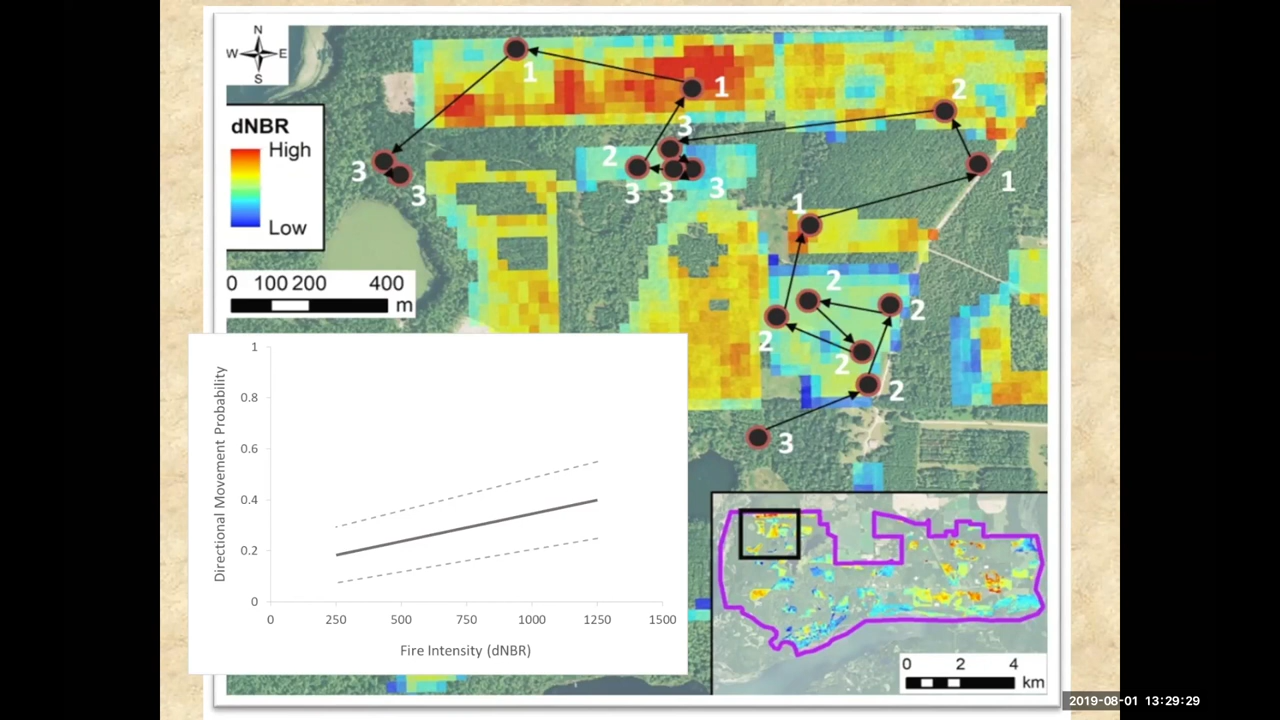 N
W E
S
dNBR
High
Low
0 100 200 400
m
1
1
2
3
2
3
3
3
3
3
1
1
2
2
2
2
2
3
1
0.8
0.6
0.4
0.2
0
0 250 500 750 1000 1250 1500
Directional Movement Probability
Fire Intensity (dNBR)
0 2 4
km
2019-08-01 13:29:29